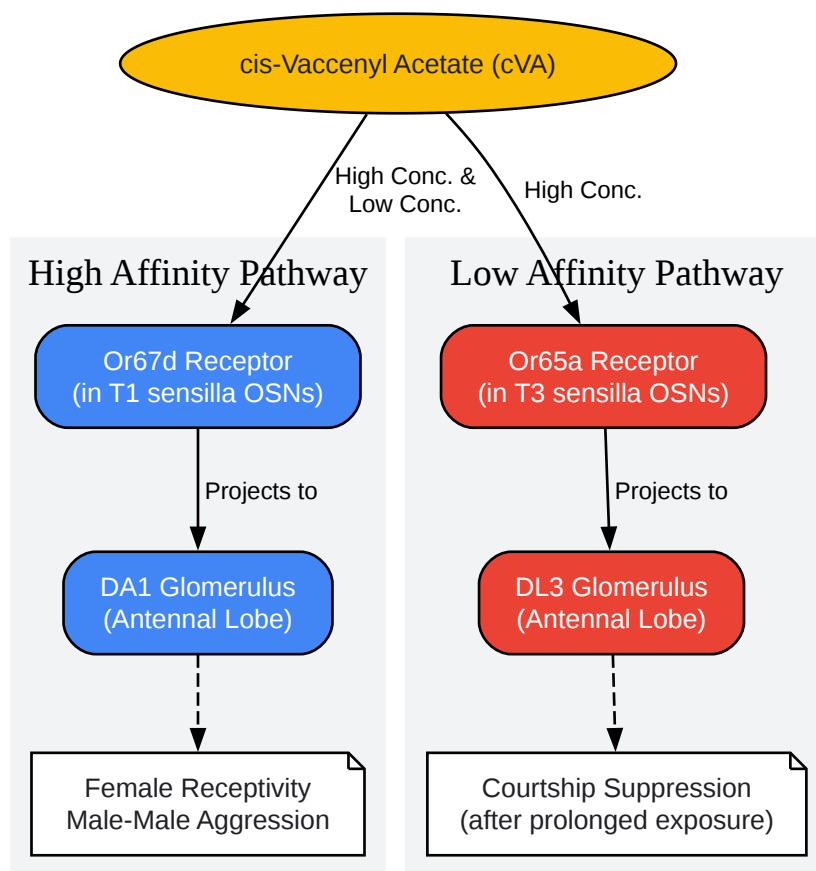 cis-Vaccenyl Acetate (cVA)
High Conc. &
Low Conc.
High Conc.
High Affinity Pathway
Low Affinity Pathway
Or67d Receptor
(in T1 sensilla OSNs)
Or65a Receptor
(in T3 sensilla OSNs)
Projects to
Projects to
DA1 Glomerulus
(Antennal Lobe)
DL3 Glomerulus
(Antennal Lobe)
Female Receptivity
Male-Male Aggression
Courtship Suppression
(after prolonged exposure)